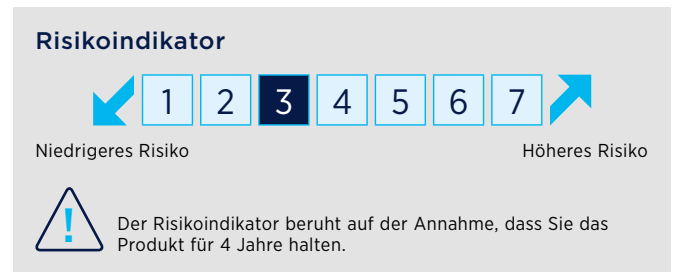 Risikoindikator
1 2 3 4 5 6 7
Niedrigeres Risiko Höheres Risiko
! Der Risikoindikator beruht auf der Annahme, dass Sie das
Produkt für 4 Jahre halten.